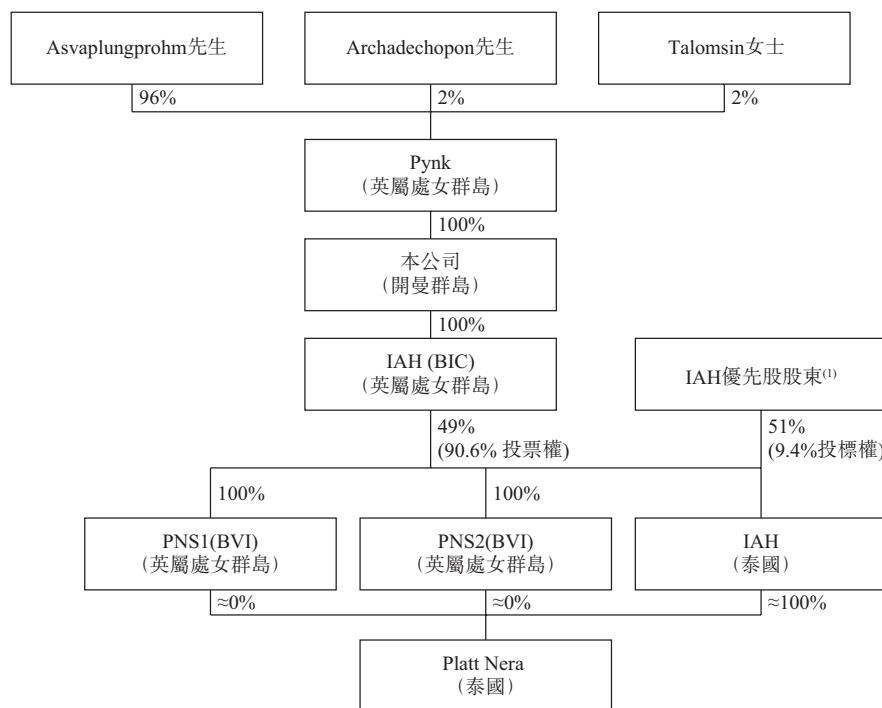 Asvaplungprohm先生
Archadechopon先生
Talomsin女士
96%
2%
2%
Pynk
（英屬處女群島）
100%
本公司
（開曼群島）
100%
IAH (BIC)
（英屬處女群島）
IAH優先股股東(1)
49%
(90.6% 投票權)
51%
(9.4%投標權)
100%
100%
PNS1(BVI)
（英屬處女群島）
PNS2(BVI)
（英屬處女群島）
IAH
（泰國）
≈0%
≈0%
≈100%
Platt Nera
（泰國）